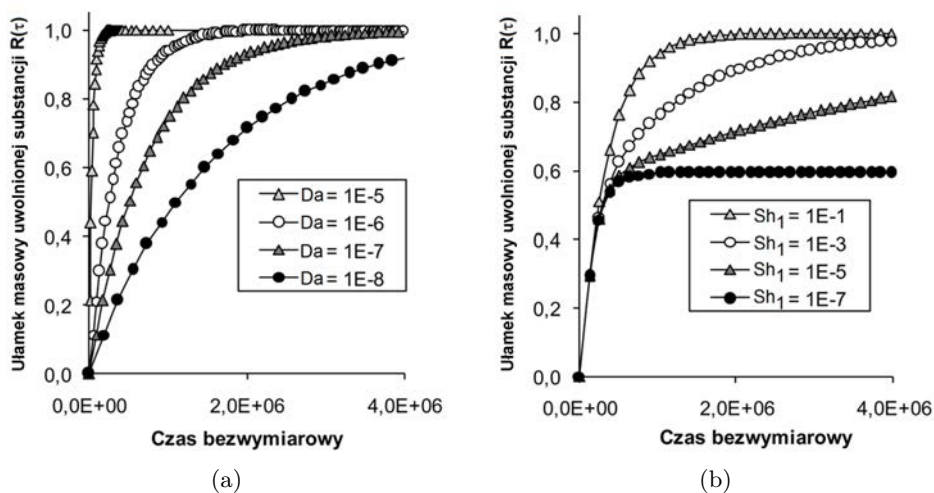 Ułamek masowy uwolnionej substancji R(τ)
1,0
0,8
0,6
0,4
0,2
0,0
Da = 1E-5
Da = 1E-6
Da = 1E-7
Da = 1E-8
0,0E+00
2,0E+06
4,0E+06
Czas bezwymiarowy
(a)
Ułamek masowy uwolnionej substancji R(τ)
1,0
0,8
0,6
0,4
0,2
0,0
Sh1 = 1E-1
Sh1 = 1E-3
Sh1 = 1E-5
Sh1 = 1E-7
0,0E+00
2,0E+06
4,0E+06
Czas bezwymiarowy
(b)